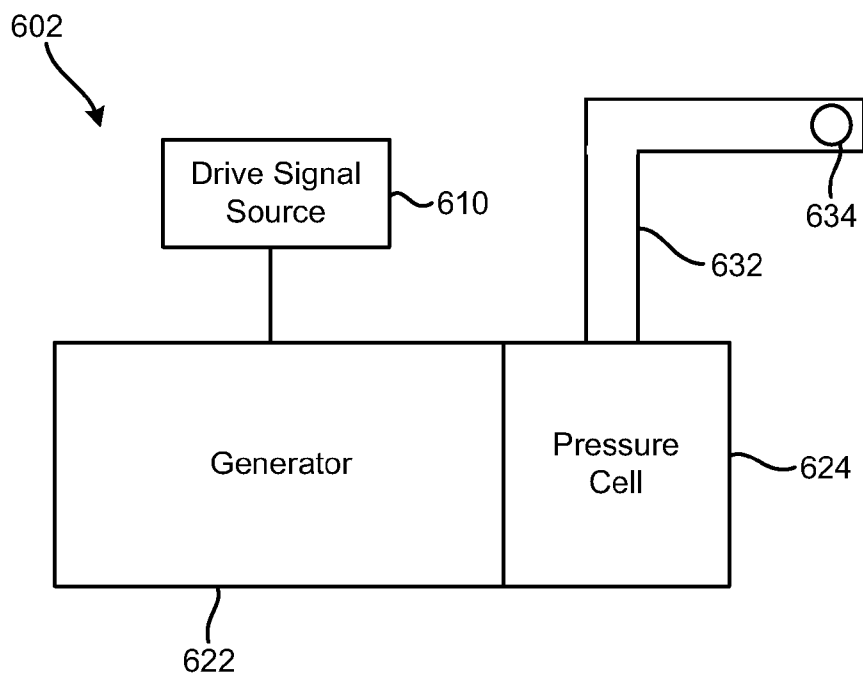 602
Drive Signal
Source
610
634
632
Generator
Pressure
Cell
624
622